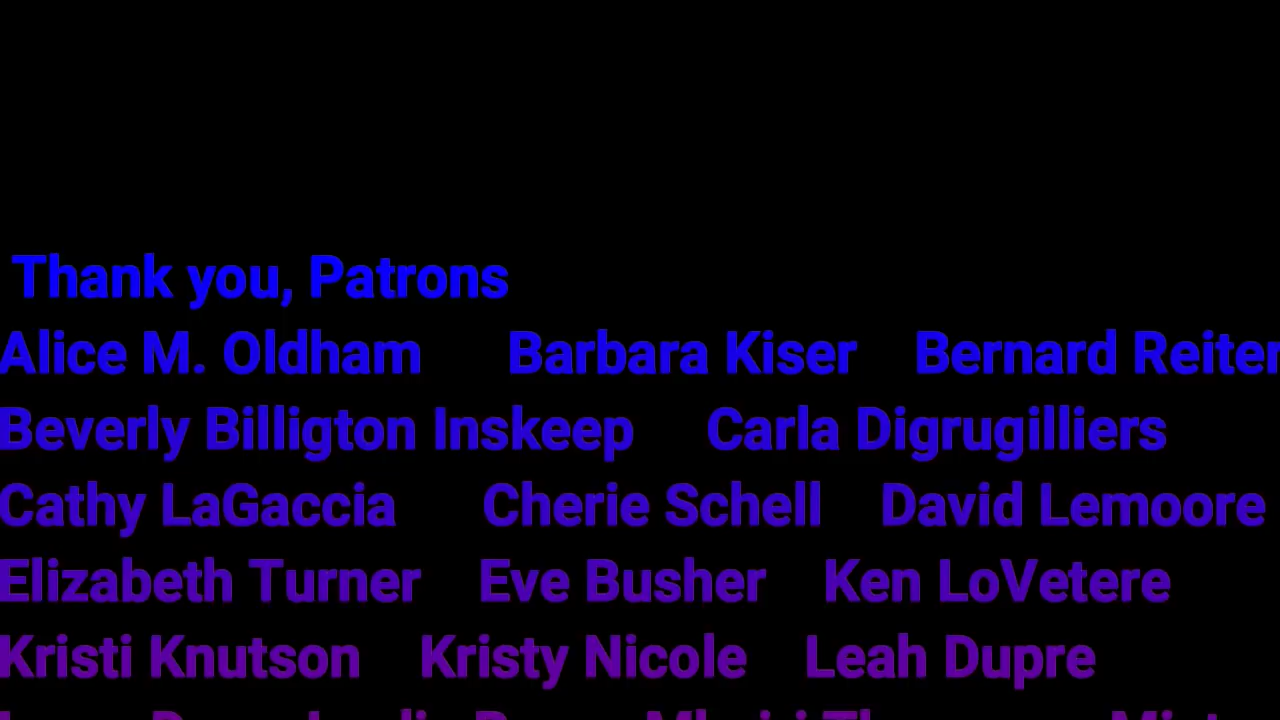 Thank you, Patrons
Alice M. Oldham Barbara Kiser Bernard Reiter
Beverly Billigton Inskeep Carla Digrugilliers
Cathy LaGaccia Cherie Schell David Lemoore
Elizabeth Turner Eve Busher Ken LoVetere
Kristi Knutson Kristy Nicole Leah Dupre